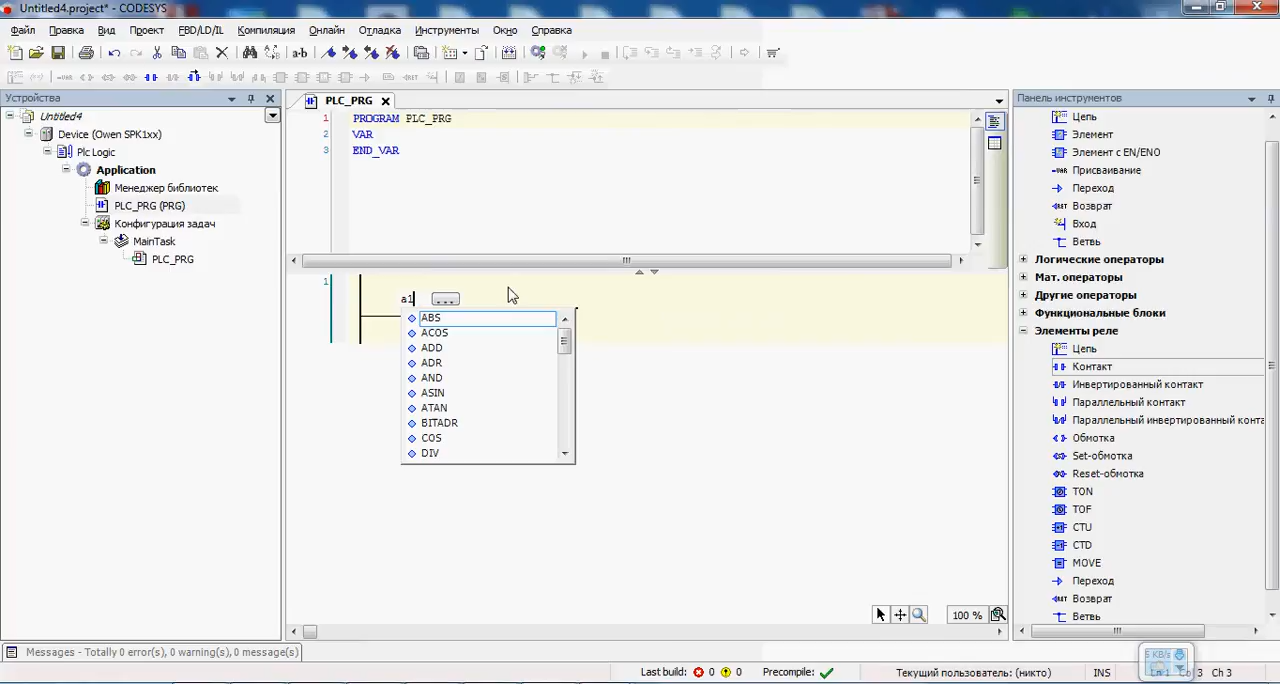 Untitled4.project* - CODESYS
Файл Правка Вид Проект FBD/LD/IL Компиляция Онлайн Отладка Инструменты Окно Справка
Устройства
Untitled4
Device (Owen SPK1xx)
Plc Logic
Application
Менеджер библиотек
PLC_PRG (PRG)
Конфигурация задач
MainTask
PLC_PRG
PLC_PRG
1 PROGRAM PLC_PRG
2 VAR
3 END_VAR
1
a1 ...
ABS
ACOS
ADD
ADR
AND
ASIN
ATAN
BITADR
COS
DIV
100 %
Панель инструментов
Цепь
Элемент
Элемент с EN/ENO
Присваивание
Переход
Возврат
Вход
Ветвь
Логические операторы
Мат. операторы
Другие операторы
Функциональные блоки
Элементы реле
Цепь
Контакт
Инвертированный контакт
Параллельный контакт
Параллельный инвертированный конта
Обмотка
Set-обмотка
Reset-обмотка
TON
TOF
CTU
CTD
MOVE
Переход
Возврат
Ветвь
Messages - Totally 0 error(s), 0 warning(s), 0 message(s)
Last build: 0 0 Precompile: Текущий пользователь: (никто) INS Ln 1 Col 3 Ch 3
5 KB/s